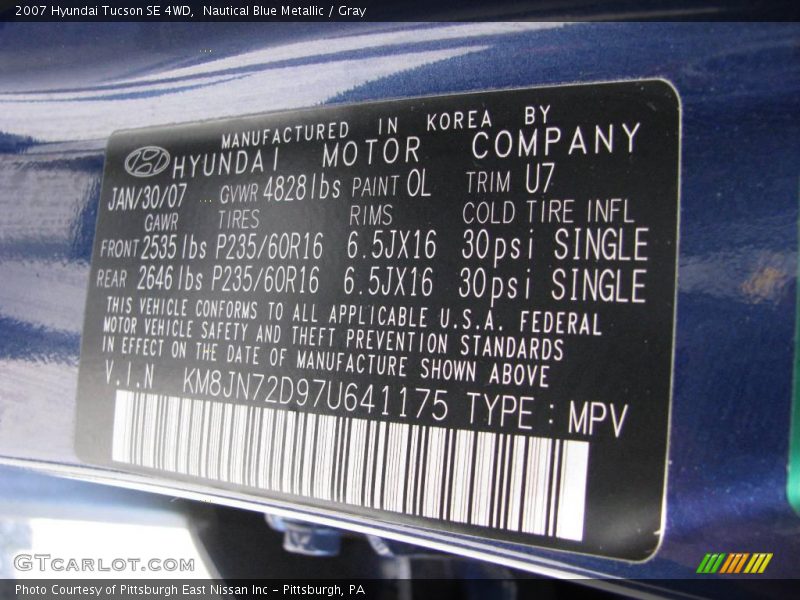 2007 Hyundai Tucson SE 4WD,  Nautical Blue Metallic / Gray
MANUFACTURED IN KOREA BY
HYUNDAI MOTOR COMPANY
JAN/30/07 GVWR 4828lbs PAINT 0L TRIM U7
GAWR TIRES RIMS COLD TIRE INFL
FRONT 2535 lbs P235/60R16 6.5JX16 30psi SINGLE
REAR 2646 lbs P235/60R16 6.5JX16 30psi SINGLE
THIS VEHICLE CONFORMS TO ALL APPLICABLE U.S.A. FEDERAL
MOTOR VEHICLE SAFETY AND THEFT PREVENTION STANDARDS
IN EFFECT ON THE DATE OF MANUFACTURE SHOWN ABOVE
V.I.N KM8JN72D97U641175 TYPE : MPV
GTcarlot.com
Photo Courtesy of Pittsburgh East Nissan Inc - Pittsburgh, PA